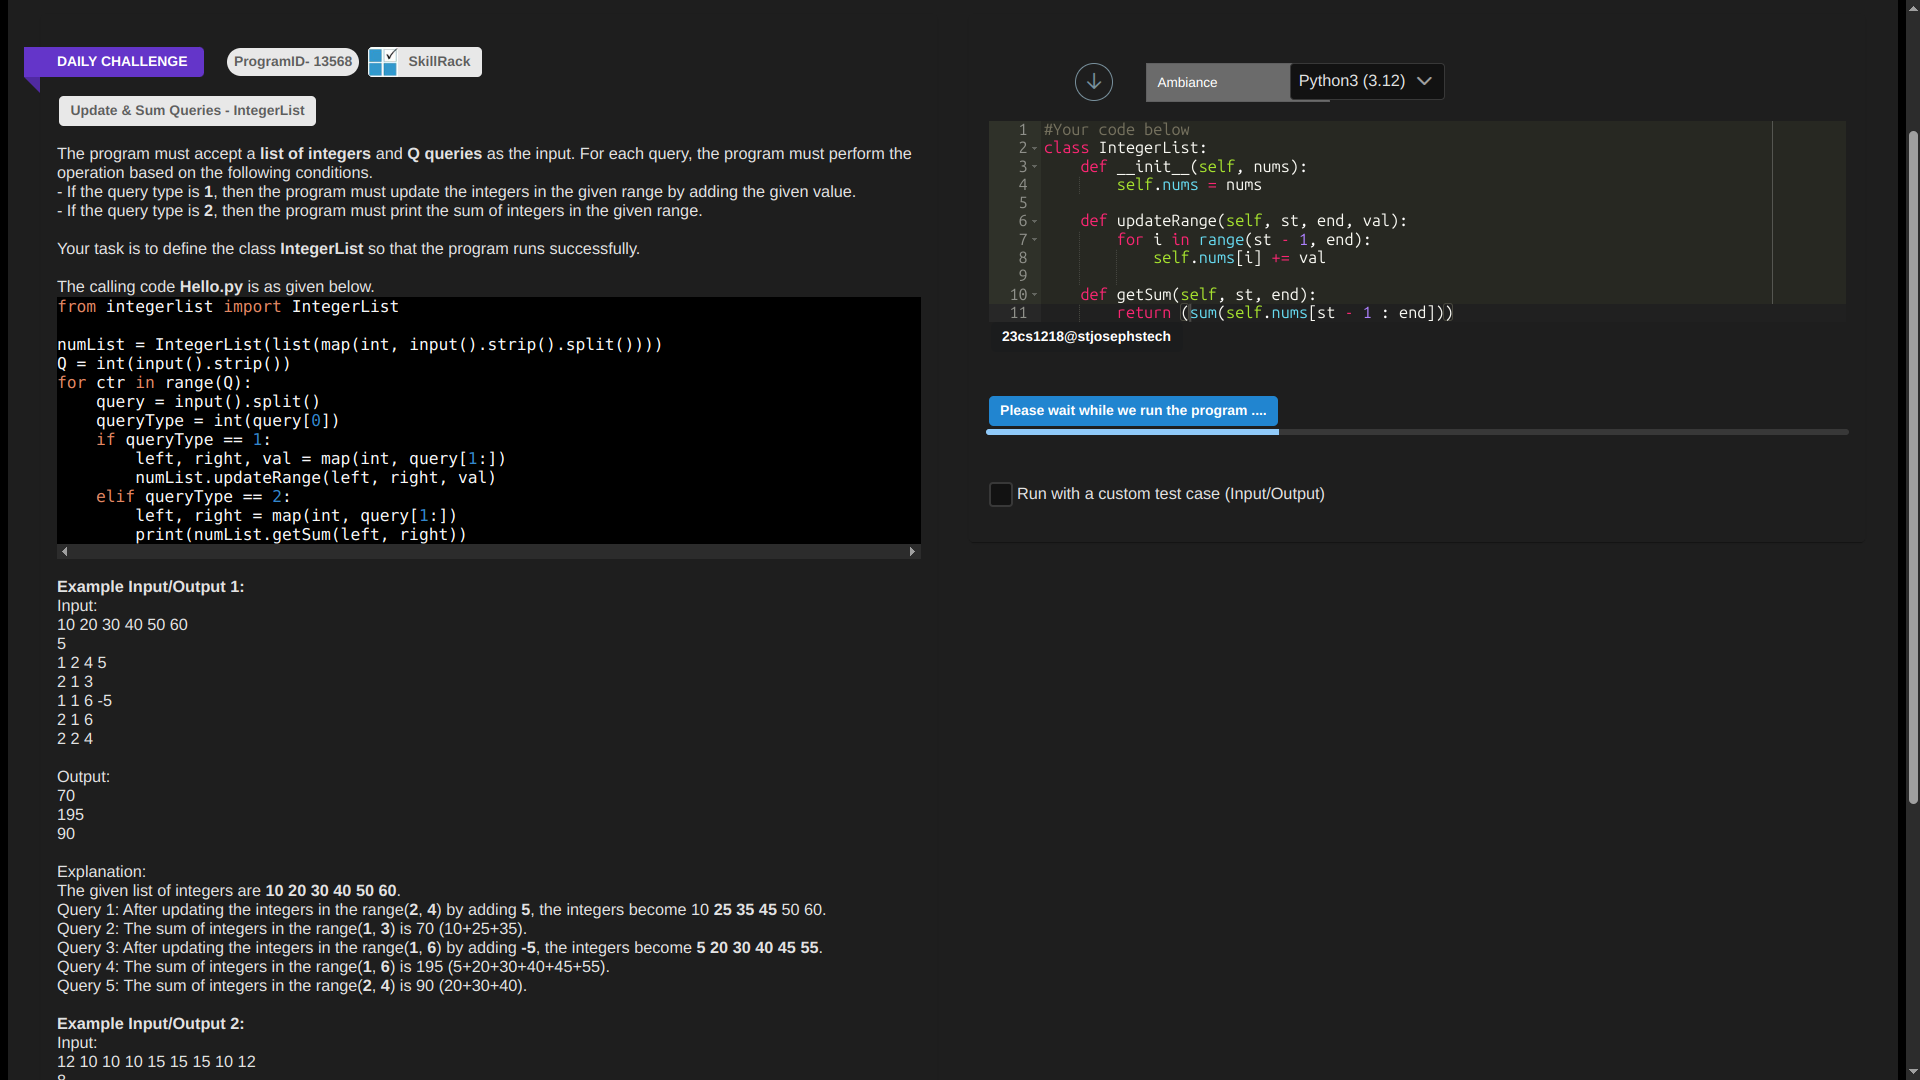 DAILY CHALLENGE
ProgramID- 13568
SkillRack
Update & Sum Queries - IntegerList
The program must accept a list of integers and Q queries as the input. For each query, the program must perform the
operation based on the following conditions.
- If the query type is 1, then the program must update the integers in the given range by adding the given value.
- If the query type is 2, then the program must print the sum of integers in the given range.
Your task is to define the class IntegerList so that the program runs successfully.
The calling code Hello.py is as given below.
from integerlist import IntegerList
numList = IntegerList(list(map(int, input().strip().split())))
Q = int(input().strip())
for ctr in range(Q):
    query = input().split()
    queryType = int(query[0])
    if queryType == 1:
        left, right, val = map(int, query[1:])
        numList.updateRange(left, right, val)
    elif queryType == 2:
        left, right = map(int, query[1:])
        print(numList.getSum(left, right))
Example Input/Output 1:
Input:
10 20 30 40 50 60
5
1 2 4 5
2 1 3
1 1 6 -5
2 1 6
2 2 4
Output:
70
195
90
Explanation:
The given list of integers are 10 20 30 40 50 60.
Query 1: After updating the integers in the range(2, 4) by adding 5, the integers become 10 25 35 45 50 60.
Query 2: The sum of integers in the range(1, 3) is 70 (10+25+35).
Query 3: After updating the integers in the range(1, 6) by adding -5, the integers become 5 20 30 40 45 55.
Query 4: The sum of integers in the range(1, 6) is 195 (5+20+30+40+45+55).
Query 5: The sum of integers in the range(2, 4) is 90 (20+30+40).
Example Input/Output 2:
Input:
12 10 10 10 15 15 15 10 12
Ambiance
Python3 (3.12)
1 #Your code below
2 class IntegerList:
3     def __init__(self, nums):
4         self.nums = nums
5
6     def updateRange(self, st, end, val):
7         for i in range(st - 1, end):
8             self.nums[i] += val
9
10     def getSum(self, st, end):
11         return (sum(self.nums[st - 1 : end]))
23cs1218@stjosephstech
Please wait while we run the program ....
Run with a custom test case (Input/Output)